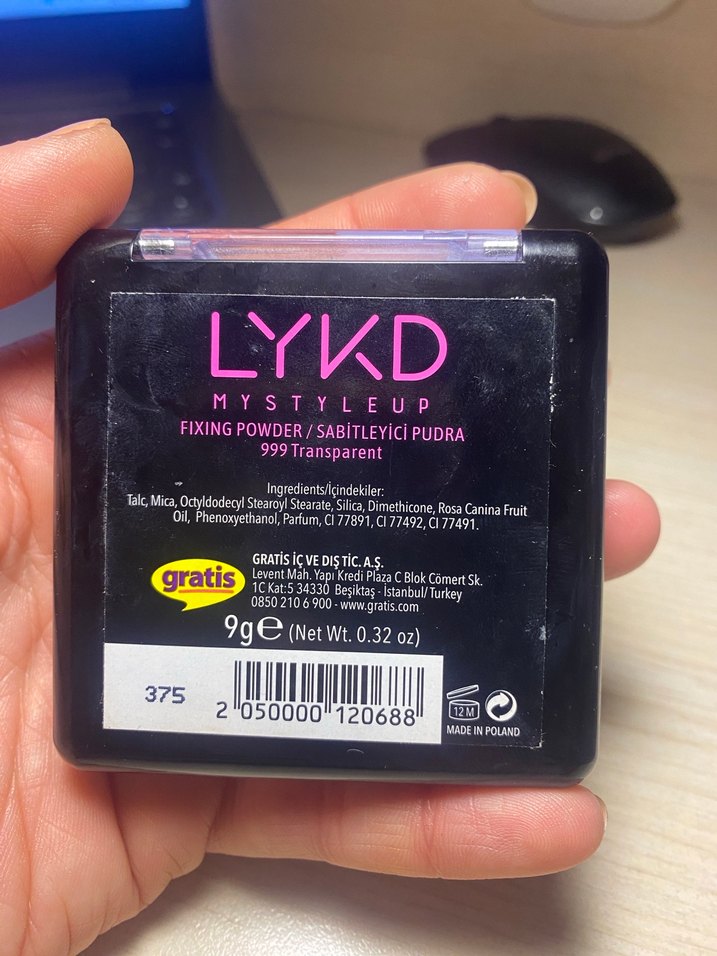 LYKD
MYSTYLEUP
FIXING POWDER / SABİTLEYİCİ PUDRA
999 Transparent
Ingredients/İçindekiler:
Talc, Mica, Octyldodecyl Stearoyl Stearate, Silica, Dimethicone, Rosa Canina Fruit
Oil, Phenoxyethanol, Parfum, CI 77891, CI 77492, CI 77491.
gratis
GRATİS İÇ VE DIŞ TİC. A.Ş.
Levent Mah. Yapı Kredi Plaza C Blok Cömert Sk.
1C Kat:5 34330 Beşiktaş - İstanbul/ Turkey
0850 210 6 900 - www.gratis.com
9g℮ (Net Wt. 0.32 oz)
375
2 050000 120688
12 M
MADE IN POLAND